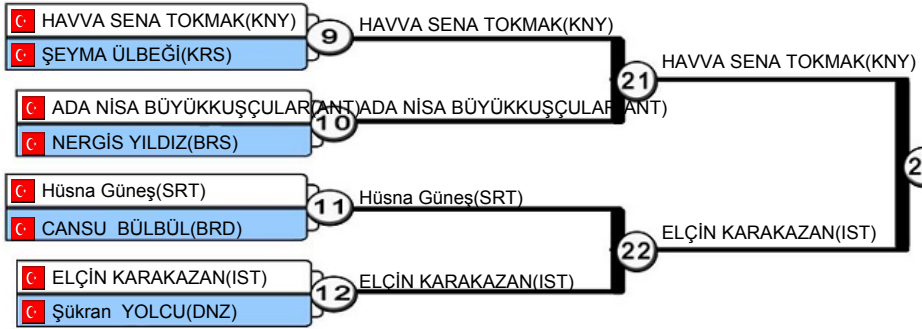 HAVVA SENA TOKMAK(KNY)
ŞEYMA ÜLBEĞİ(KRS)
9
HAVVA SENA TOKMAK(KNY)
ADA NİSA BÜYÜKKUŞÇULAR(ANT)
NERGİS YILDIZ(BRS)
10
ADA NİSA BÜYÜKKUŞÇULAR(ANT)
21
HAVVA SENA TOKMAK(KNY)
Hüsna Güneş(SRT)
CANSU BÜLBÜL(BRD)
11
Hüsna Güneş(SRT)
ELÇİN KARAKAZAN(IST)
Şükran YOLCU(DNZ)
12
ELÇİN KARAKAZAN(IST)
22
ELÇİN KARAKAZAN(IST)